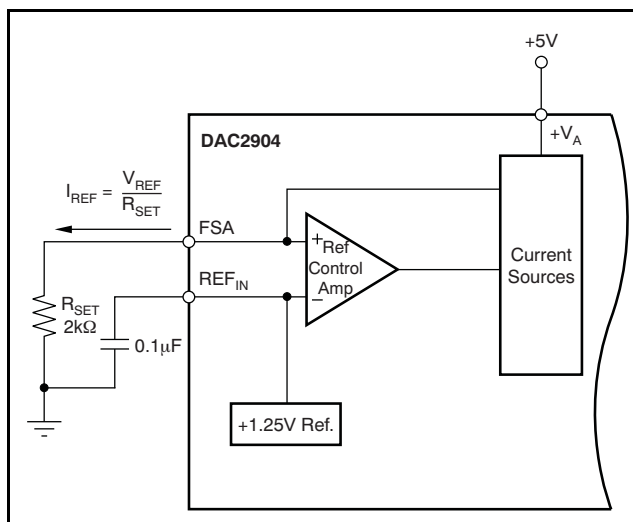 +5V
DAC2904
+V_A
I_REF = V_REF / R_SET
FSA
+ Ref
Control
Amp
−
REF_IN
Current
Sources
R_SET
2kΩ
0.1µF
+1.25V Ref.